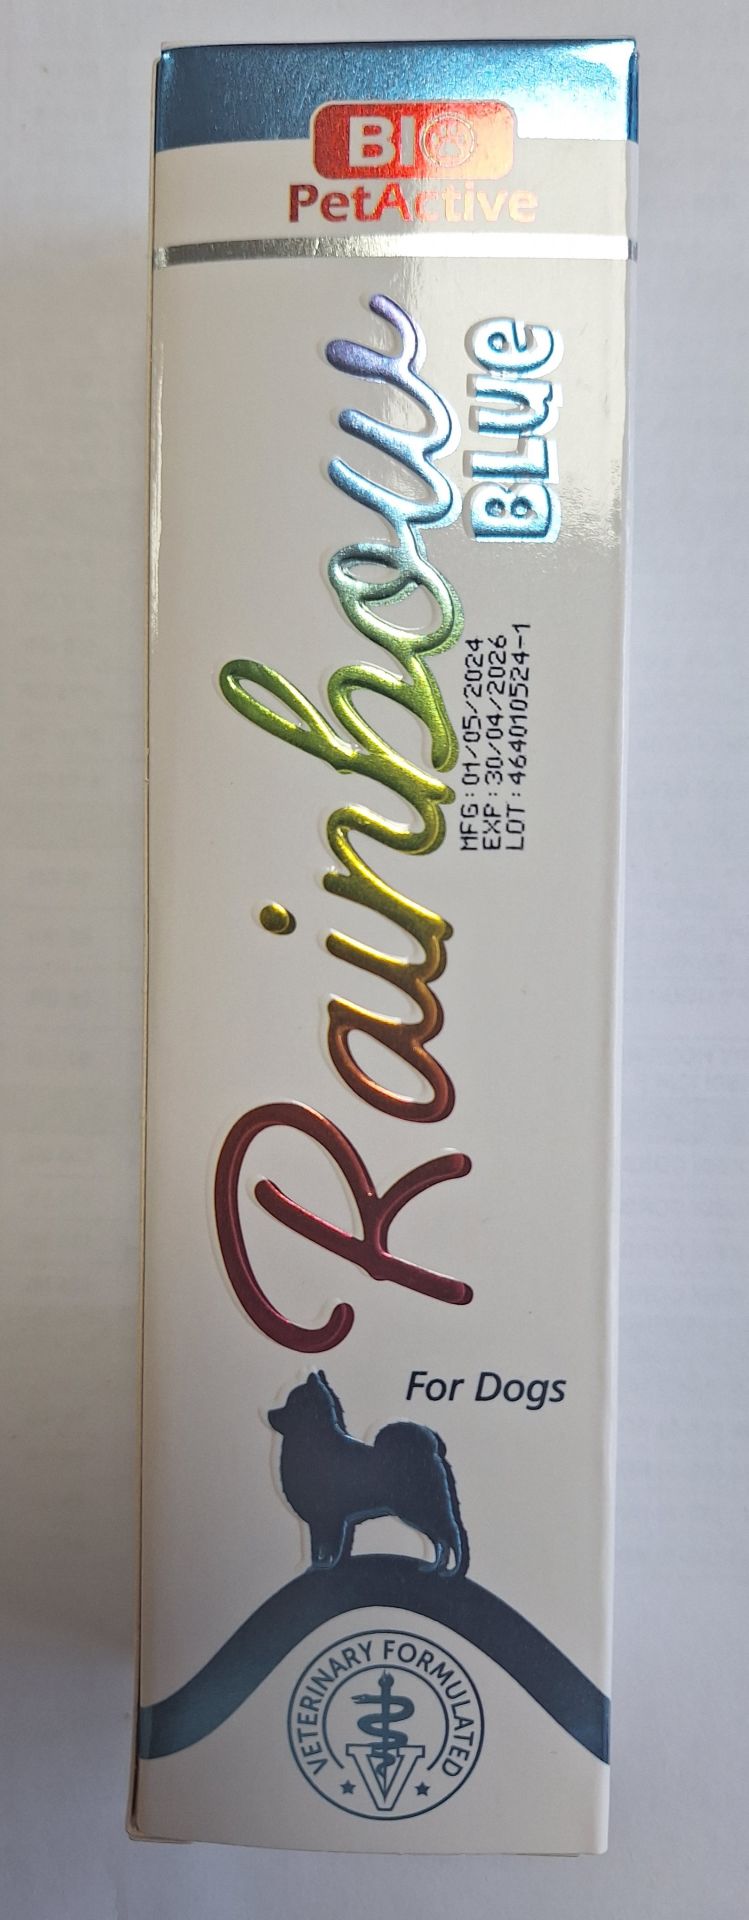 BIO
PetActive
Rainbow
BLue
MFG: 01/05/2024
EXP: 30/04/2026
LOT: 464010524-1
For Dogs
VETERINARY FORMULATED
V